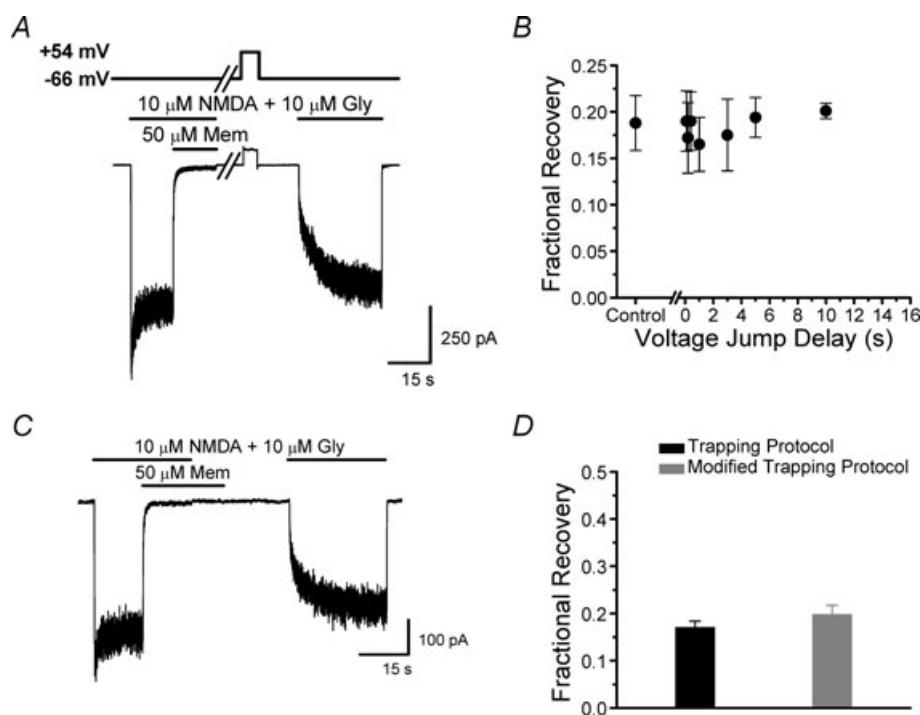 A
+54 mV
-66 mV
10 μM NMDA + 10 μM Gly
50 μM Mem
250 pA
15 s
B
Fractional Recovery
0.25
0.20
0.15
0.10
0.05
0.00
Control 0 2 4 6 8 10 12 14 16
Voltage Jump Delay (s)
C
10 μM NMDA + 10 μM Gly
50 μM Mem
100 pA
15 s
D
Trapping Protocol
Modified Trapping Protocol
Fractional Recovery
0.5
0.4
0.3
0.2
0.1
0.0